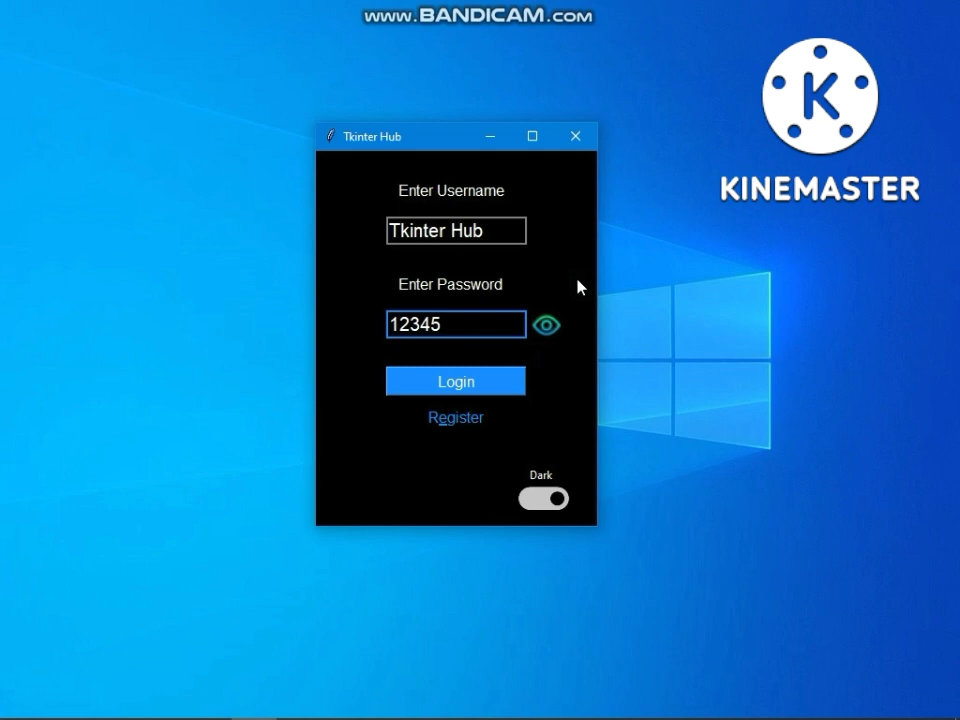 www.BANDICAM.com
K
KINEMASTER
Tkinter Hub
Enter Username
Tkinter Hub
Enter Password
12345
Login
Register
Dark